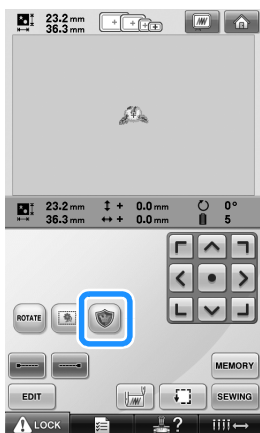 23.2 mm
36.3 mm
23.2 mm ↕ + 0.0 mm 0°
36.3 mm ↔ + 0.0 mm 5
ROTATE
MEMORY
EDIT
SEWING
LOCK
?